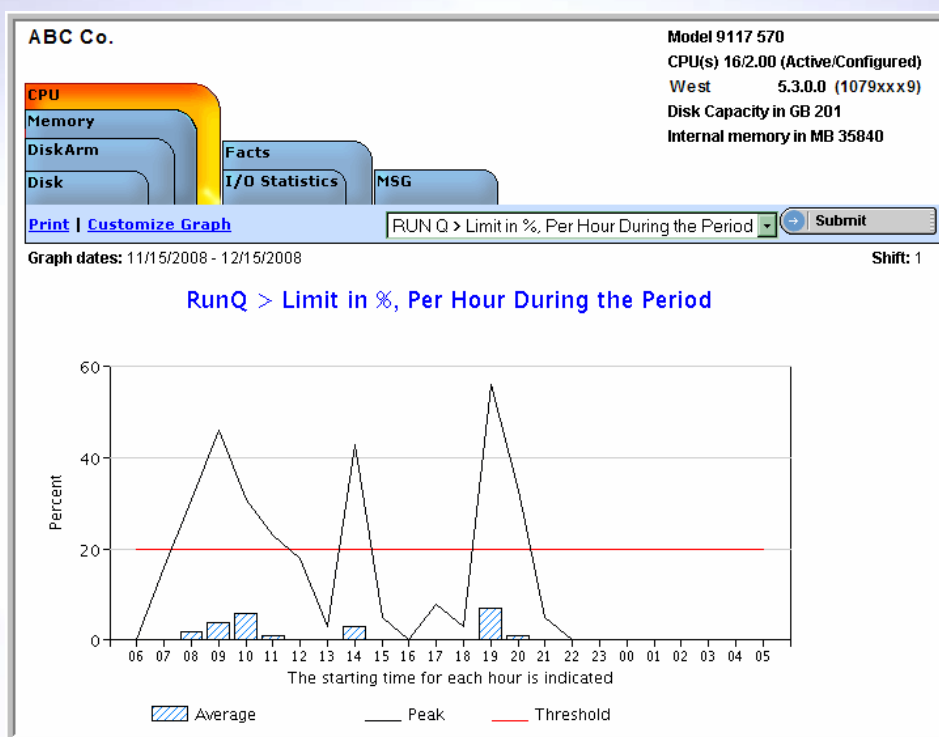 ABC Co.
Model 9117 570
CPU(s) 16/2.00 (Active/Configured)
West 5.3.0.0 (1079xxx9)
Disk Capacity in GB 201
Internal memory in MB 35840
CPU
Memory
DiskArm
Disk
Facts
I/O Statistics
MSG
Print | Customize Graph
RUN Q > Limit in %, Per Hour During the Period
Submit
Graph dates: 11/15/2008 - 12/15/2008
Shift: 1
RunQ > Limit in %, Per Hour During the Period
60
40
20
0
Percent
06 07 08 09 10 11 12 13 14 15 16 17 18 19 20 21 22 23 00 01 02 03 04 05
The starting time for each hour is indicated
Average Peak Threshold